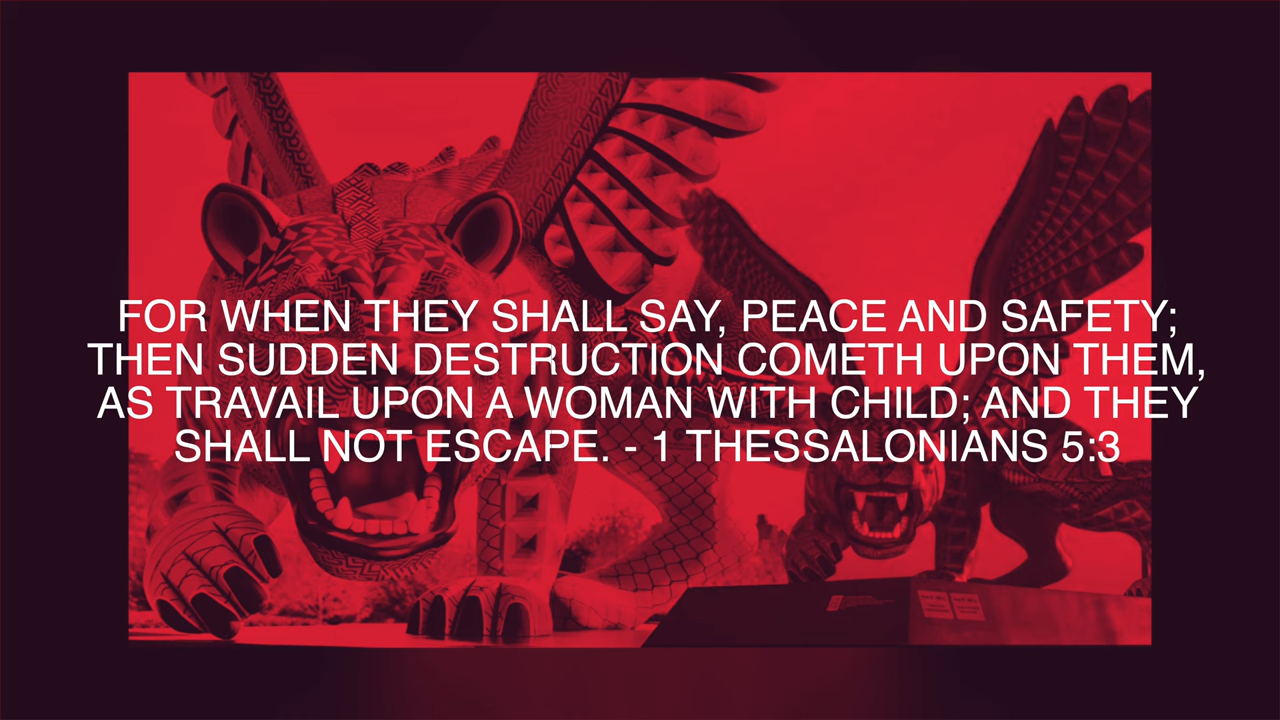 FOR WHEN THEY SHALL SAY, PEACE AND SAFETY;
THEN SUDDEN DESTRUCTION COMETH UPON THEM,
AS TRAVAIL UPON A WOMAN WITH CHILD; AND THEY
SHALL NOT ESCAPE. - 1 THESSALONIANS 5:3